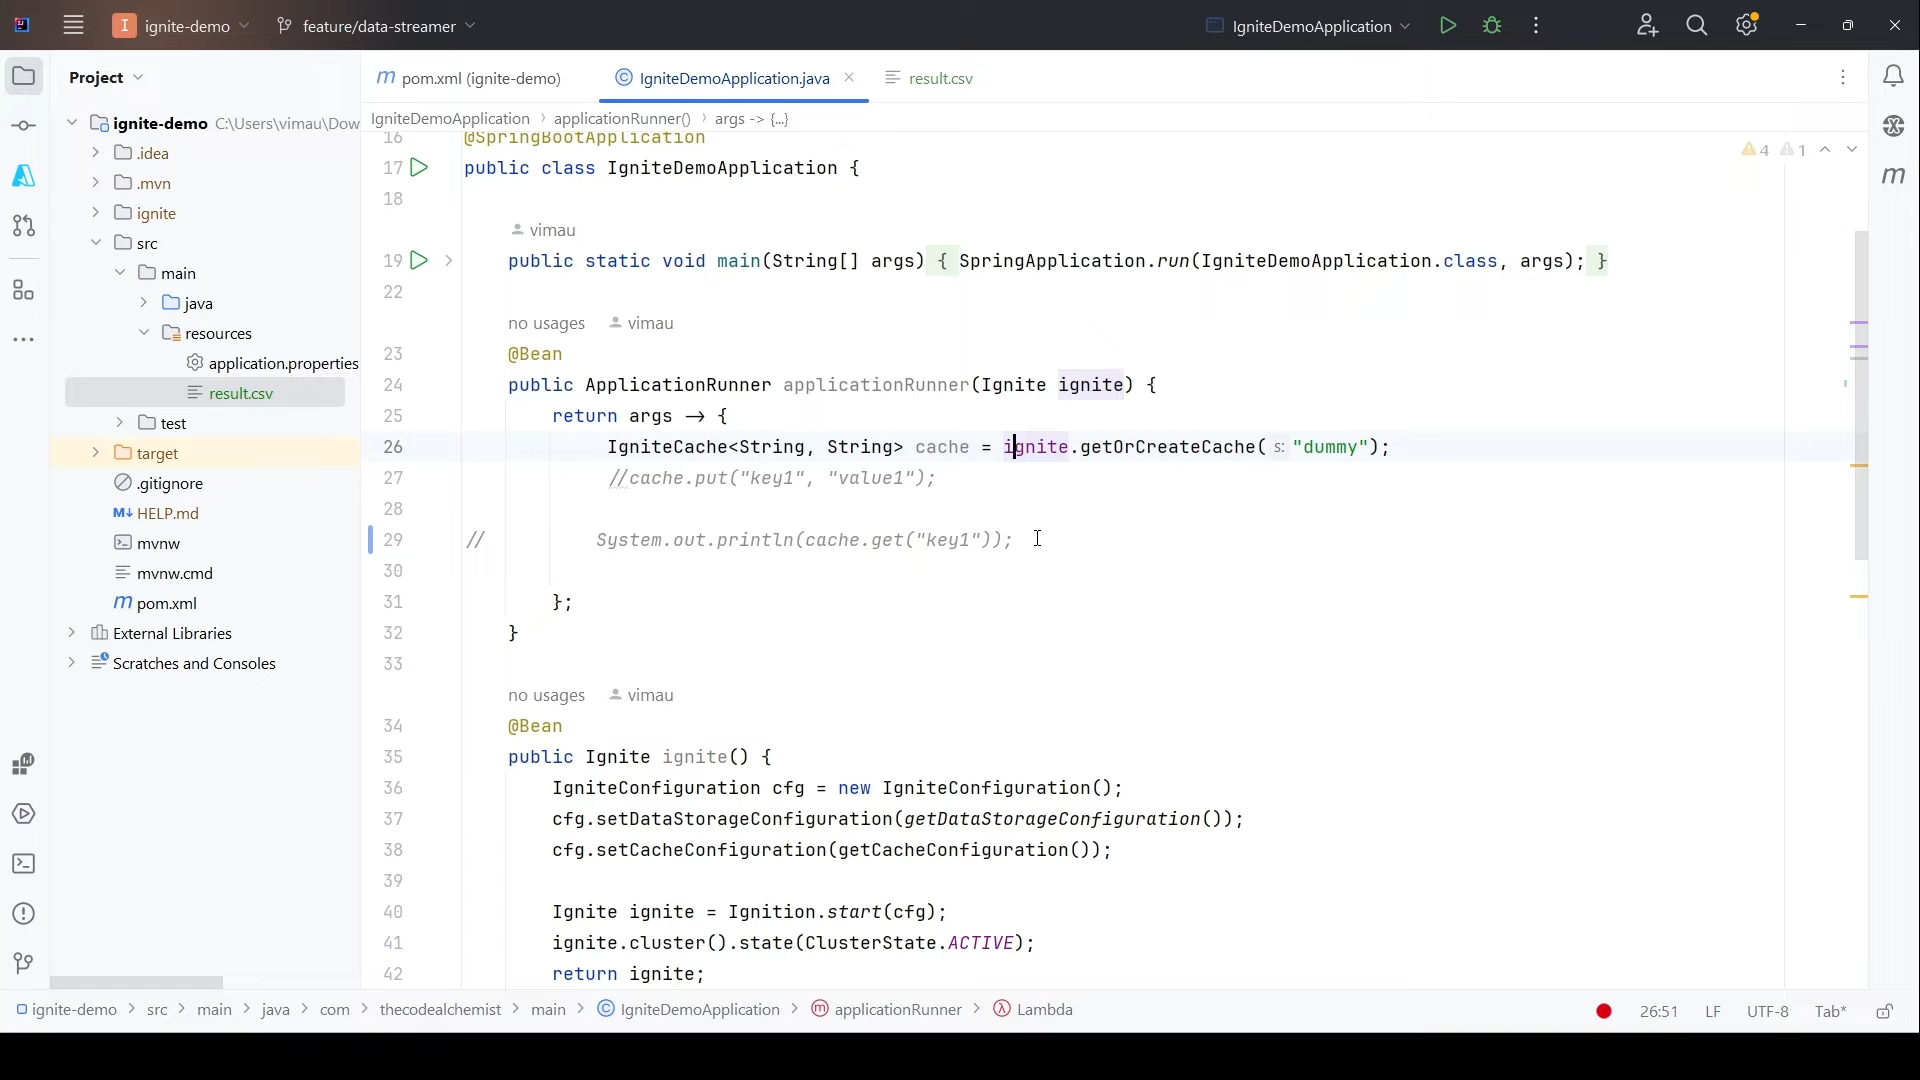 I ignite-demo feature/data-streamer IgniteDemoApplication
Project
m pom.xml (ignite-demo) IgniteDemoApplication.java result.csv
ignite-demo C:\Users\vimau\Dow
.idea
.mvn
ignite
src
main
java
resources
application.properties
result.csv
test
target
.gitignore
M↓ HELP.md
mvnw
mvnw.cmd
m pom.xml
External Libraries
Scratches and Consoles
IgniteDemoApplication > applicationRunner() > args -> {...}
4 1
16 @SpringBootApplication
17 public class IgniteDemoApplication {
18
vimau
19 public static void main(String[] args) { SpringApplication.run(IgniteDemoApplication.class, args); }
22
no usages vimau
23 @Bean
24 public ApplicationRunner applicationRunner(Ignite ignite) {
25 return args -> {
26 IgniteCache<String, String> cache = ignite.getOrCreateCache( s: "dummy");
27 //cache.put("key1", "value1");
28
29 // System.out.println(cache.get("key1"));
30
31 };
32 }
33
no usages vimau
34 @Bean
35 public Ignite ignite() {
36 IgniteConfiguration cfg = new IgniteConfiguration();
37 cfg.setDataStorageConfiguration(getDataStorageConfiguration());
38 cfg.setCacheConfiguration(getCacheConfiguration());
39
40 Ignite ignite = Ignition.start(cfg);
41 ignite.cluster().state(ClusterState.ACTIVE);
42 return ignite;
m
ignite-demo > src > main > java > com > thecodealchemist > main > IgniteDemoApplication > applicationRunner > Lambda
26:51 LF UTF-8 Tab*